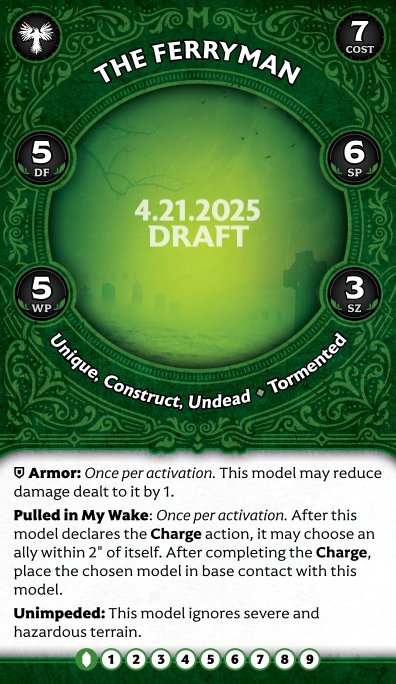 THE FERRYMAN
7
COST
5
DF
6
SP
4.21.2025
DRAFT
5
WP
3
SZ
Unique, Construct, Undead ⬥ Tormented
Armor: Once per activation. This model may reduce
damage dealt to it by 1.
Pulled in My Wake: Once per activation. After this
model declares the Charge action, it may choose an
ally within 2" of itself. After completing the Charge,
place the chosen model in base contact with this
model.
Unimpeded: This model ignores severe and
hazardous terrain.
1 2 3 4 5 6 7 8 9